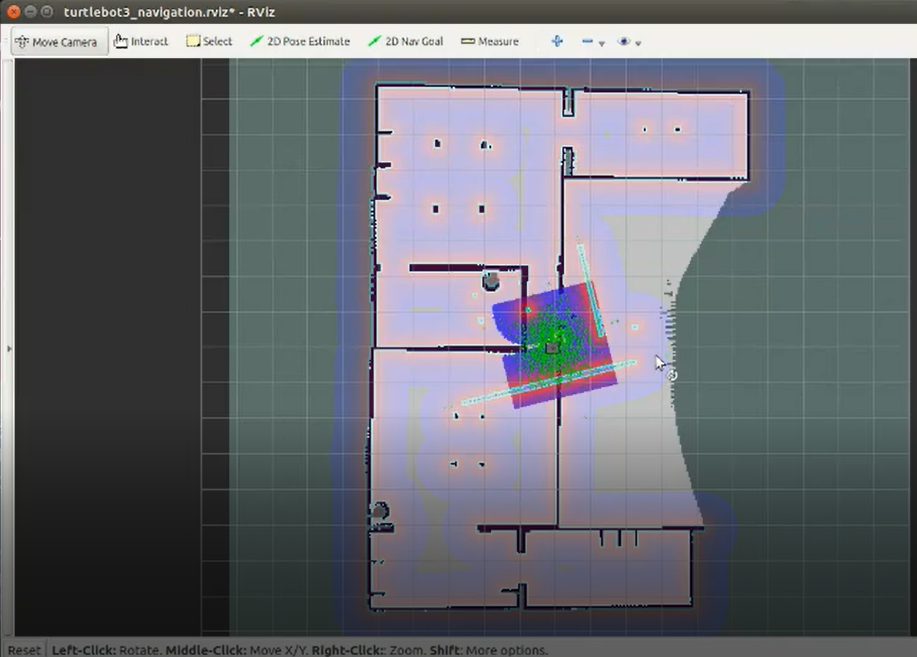 turtlebot3_navigation.rviz* - RViz
Move Camera Interact Select 2D Pose Estimate 2D Nav Goal Measure
Reset Left-Click: Rotate. Middle-Click: Move X/Y. Right-Click:: Zoom. Shift: More options.